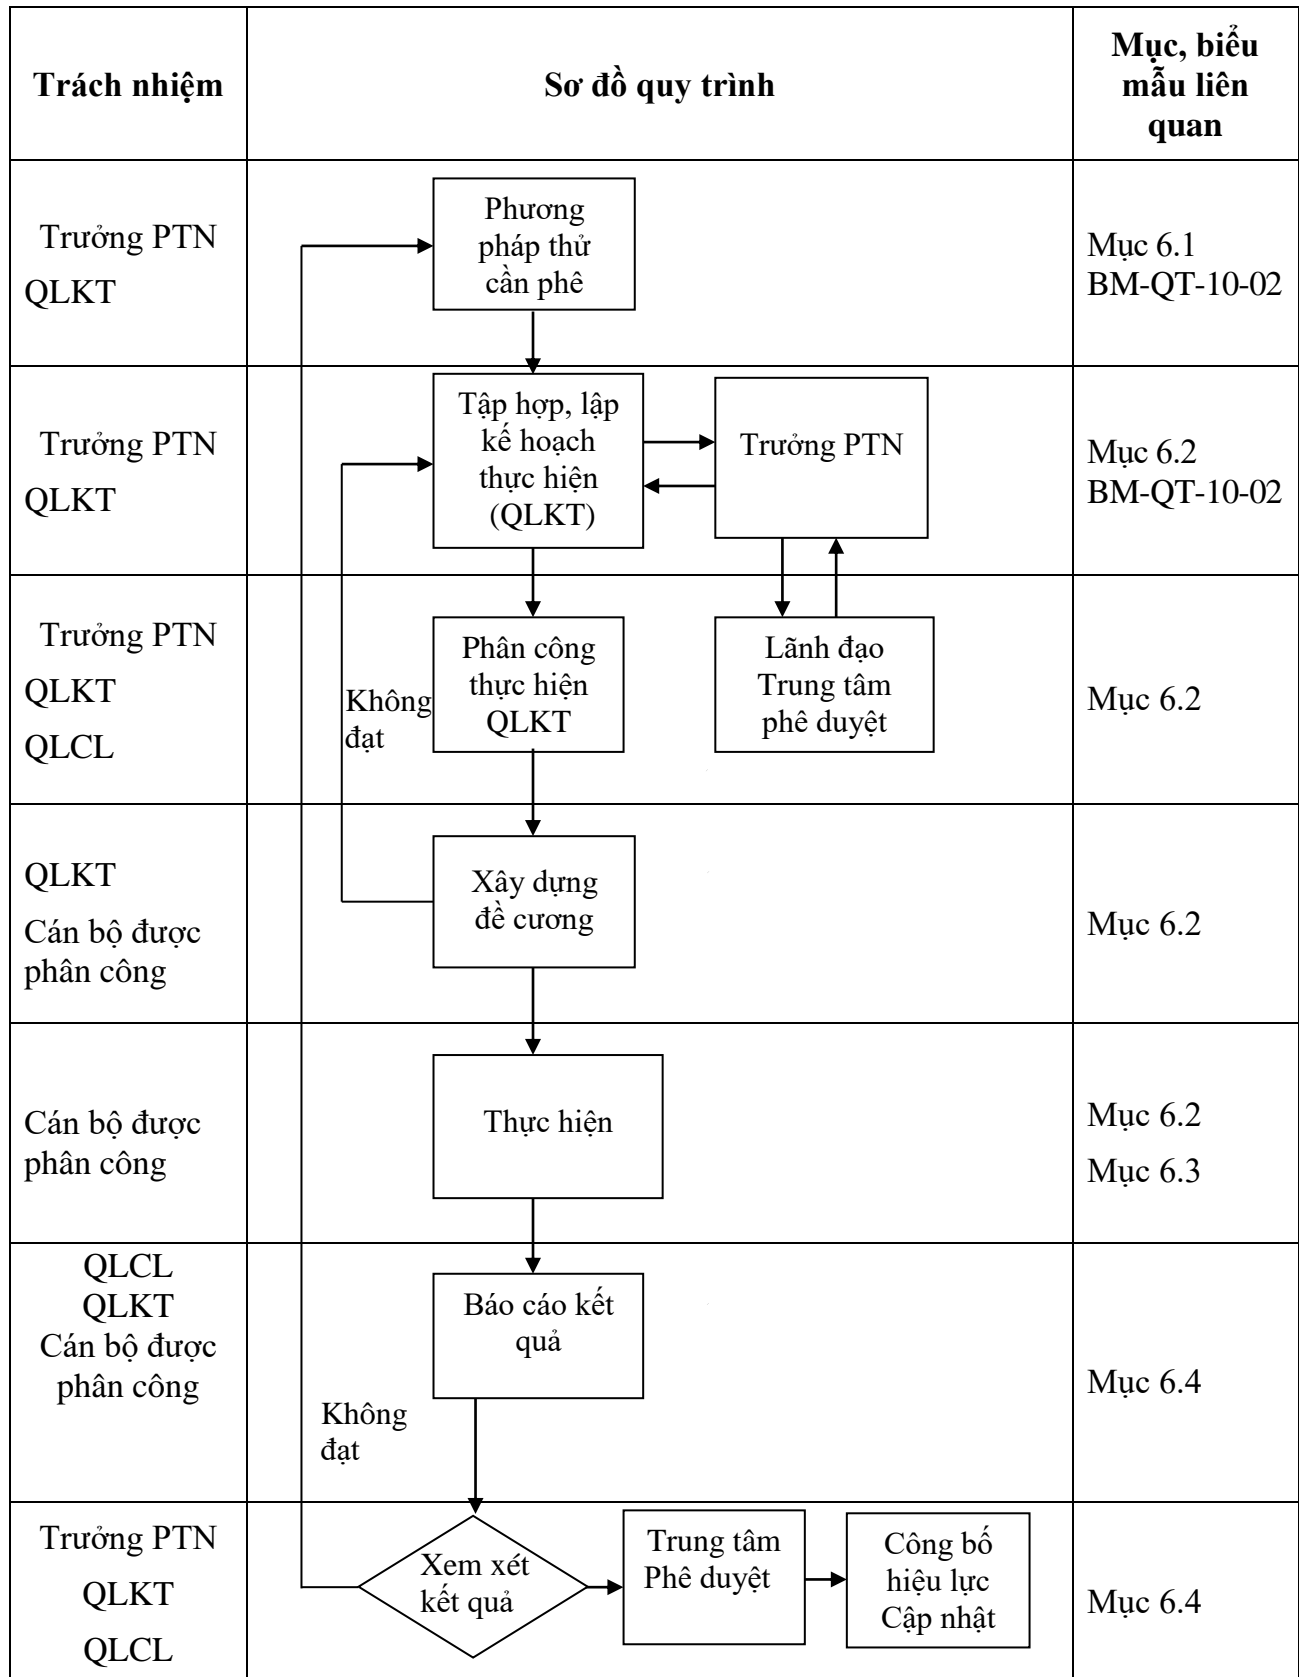 Trách nhiệm
Sơ đồ quy trình
Mục, biểu
mẫu liên
quan
Trưởng PTN
QLKT
Phương
pháp thử
cần phê
Mục 6.1
BM-QT-10-02
Trưởng PTN
QLKT
Tập hợp, lập
kế hoạch
thực hiện
(QLKT)
Trưởng PTN
Mục 6.2
BM-QT-10-02
Trưởng PTN
QLKT
QLCL
Không
đạt
Phân công
thực hiện
QLKT
Lãnh đạo
Trung tâm
phê duyệt
Mục 6.2
QLKT
Cán bộ được
phân công
Xây dựng
đề cương
Mục 6.2
Cán bộ được
phân công
Thực hiện
Mục 6.2
Mục 6.3
QLCL
QLKT
Cán bộ được
phân công
Báo cáo kết
quả
Không
đạt
Mục 6.4
Trưởng PTN
QLKT
QLCL
Xem xét
kết quả
Trung tâm
Phê duyệt
Công bố
hiệu lực
Cập nhật
Mục 6.4